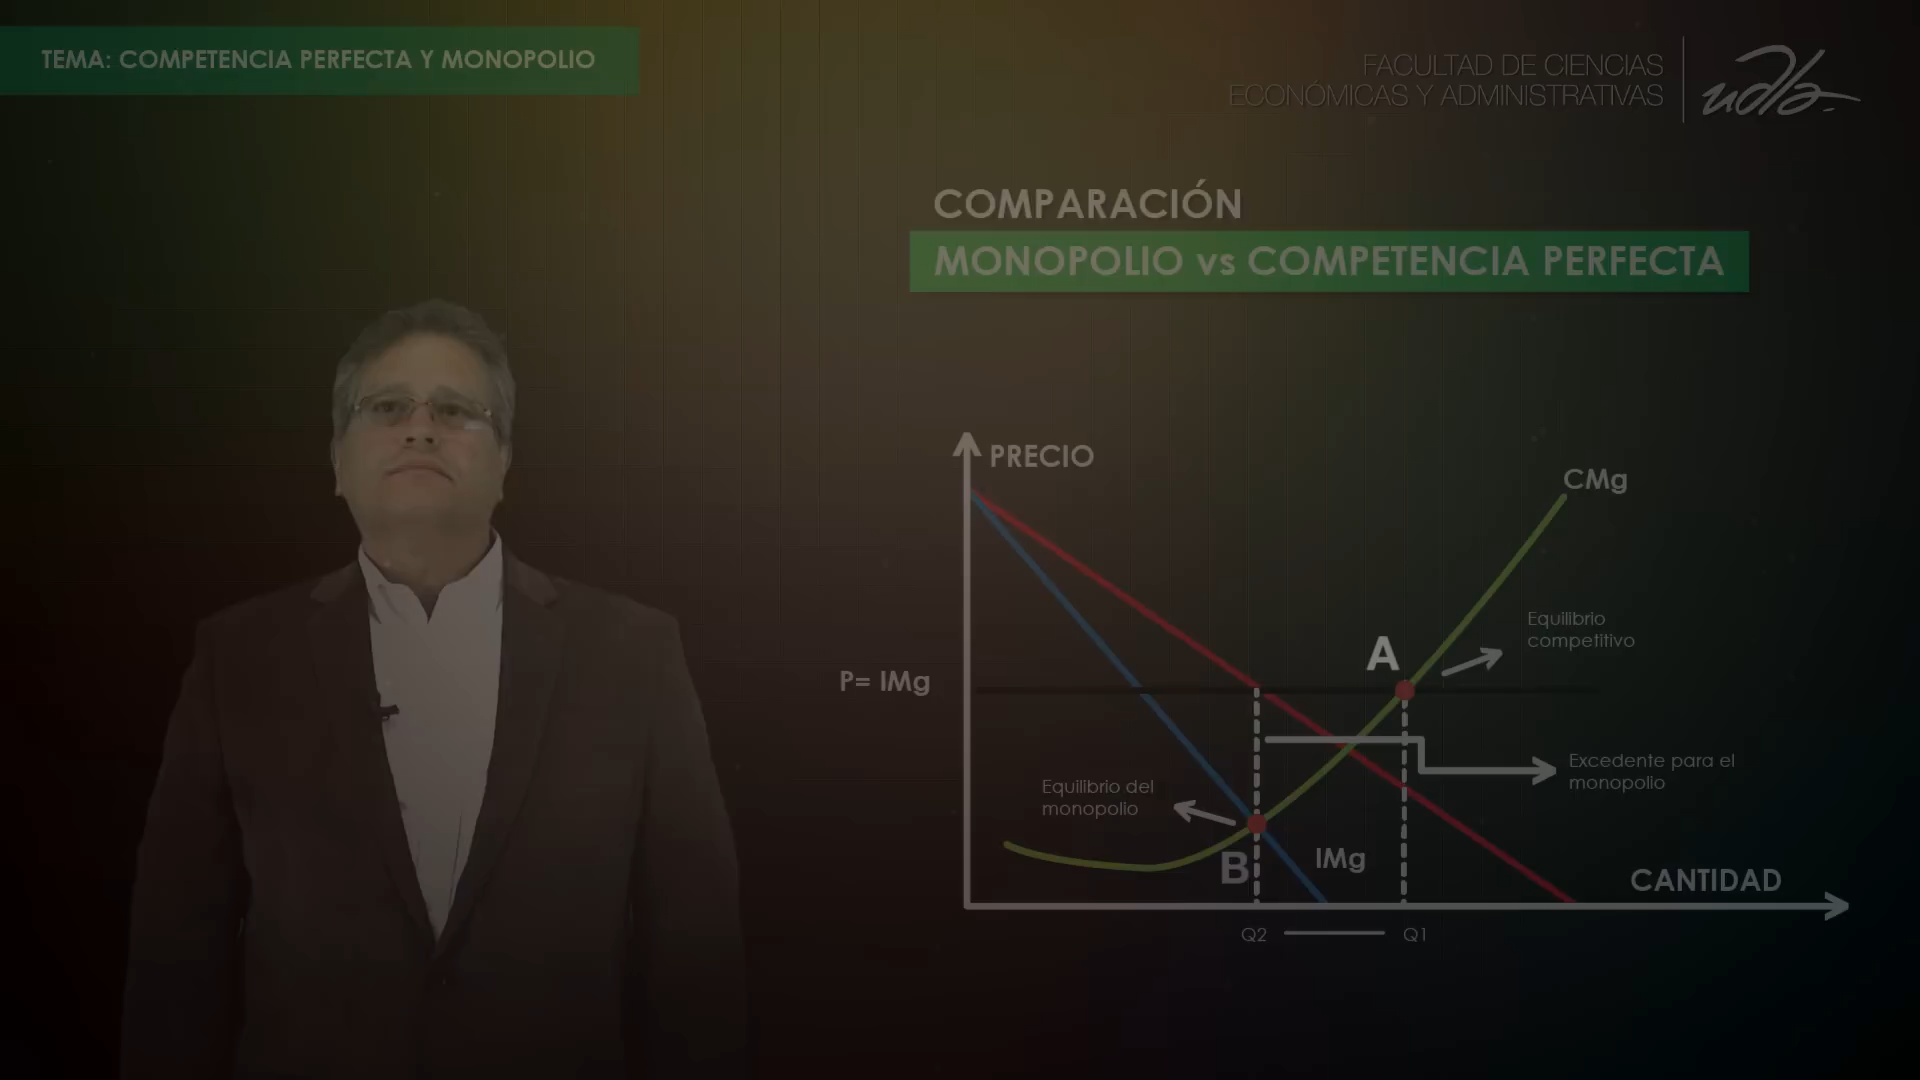 TEMA: COMPETENCIA PERFECTA Y MONOPOLIO
FACULTAD DE CIENCIAS
ECONÓMICAS Y ADMINISTRATIVAS
udla
COMPARACIÓN
MONOPOLIO vs COMPETENCIA PERFECTA
PRECIO
CMg
Equilibrio
competitivo
A
P= IMg
Excedente para el
monopolio
Equilibrio del
monopolio
B
IMg
CANTIDAD
Q2
Q1